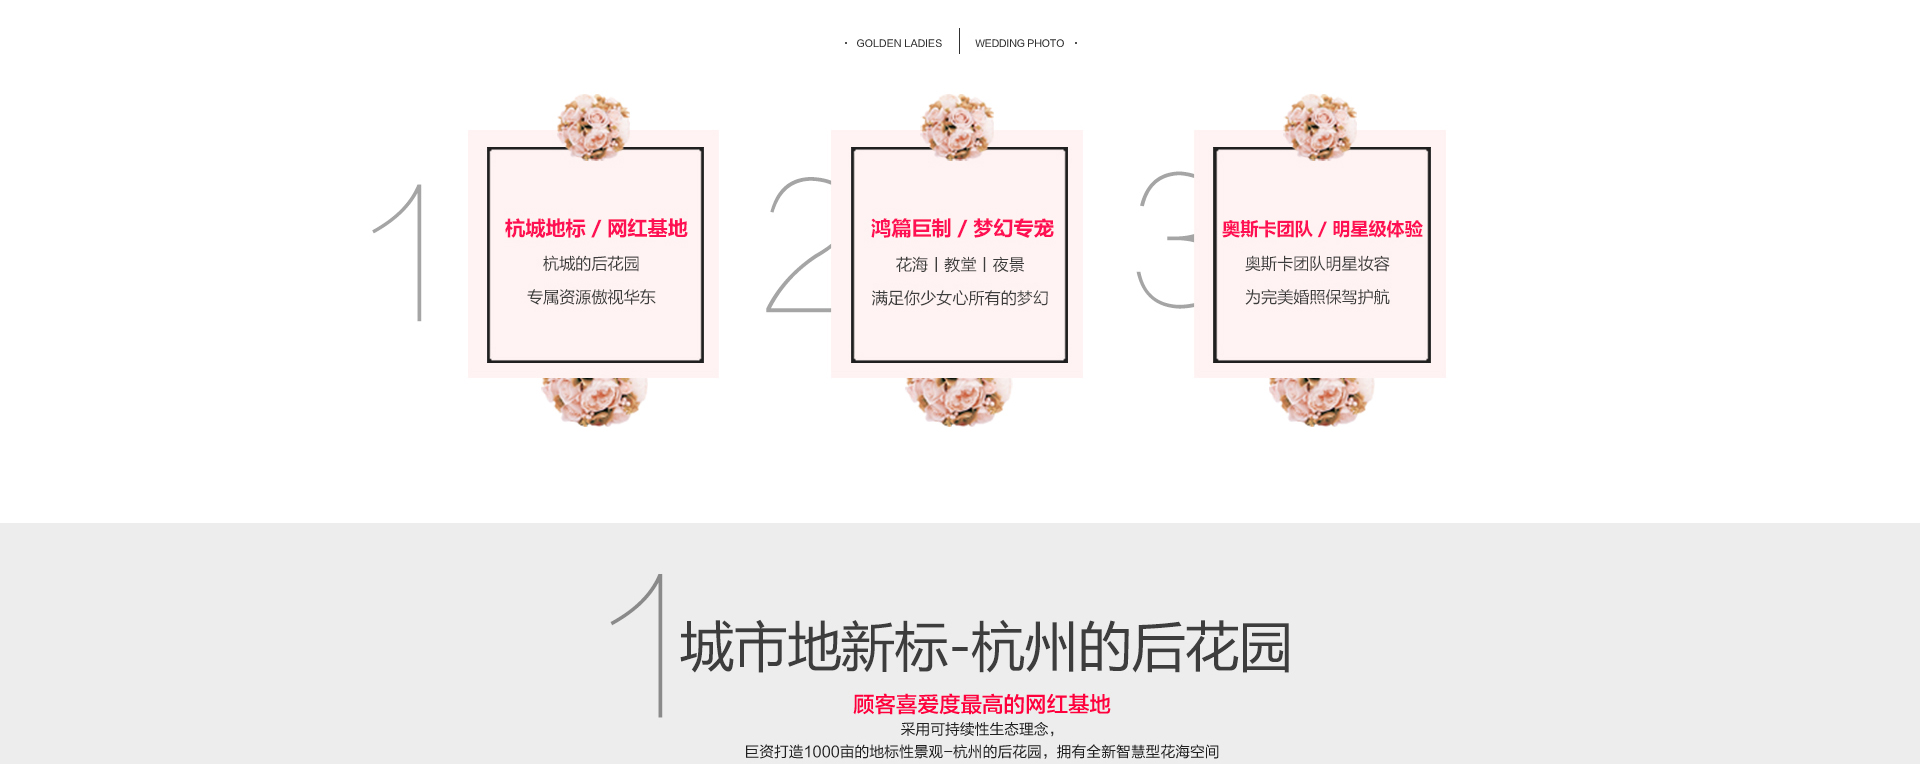 · GOLDEN LADIES | WEDDING PHOTO ·
1
杭城地标 / 网红基地
杭城的后花园
专属资源傲视华东
2
鸿篇巨制 / 梦幻专宠
花海丨教堂丨夜景
满足你少女心所有的梦幻
3
奥斯卡团队 / 明星级体验
奥斯卡团队明星妆容
为完美婚照保驾护航
1
城市地新标-杭州的后花园
顾客喜爱度最高的网红基地
采用可持续性生态理念，
巨资打造1000亩的地标性景观-杭州的后花园，拥有全新智慧型花海空间